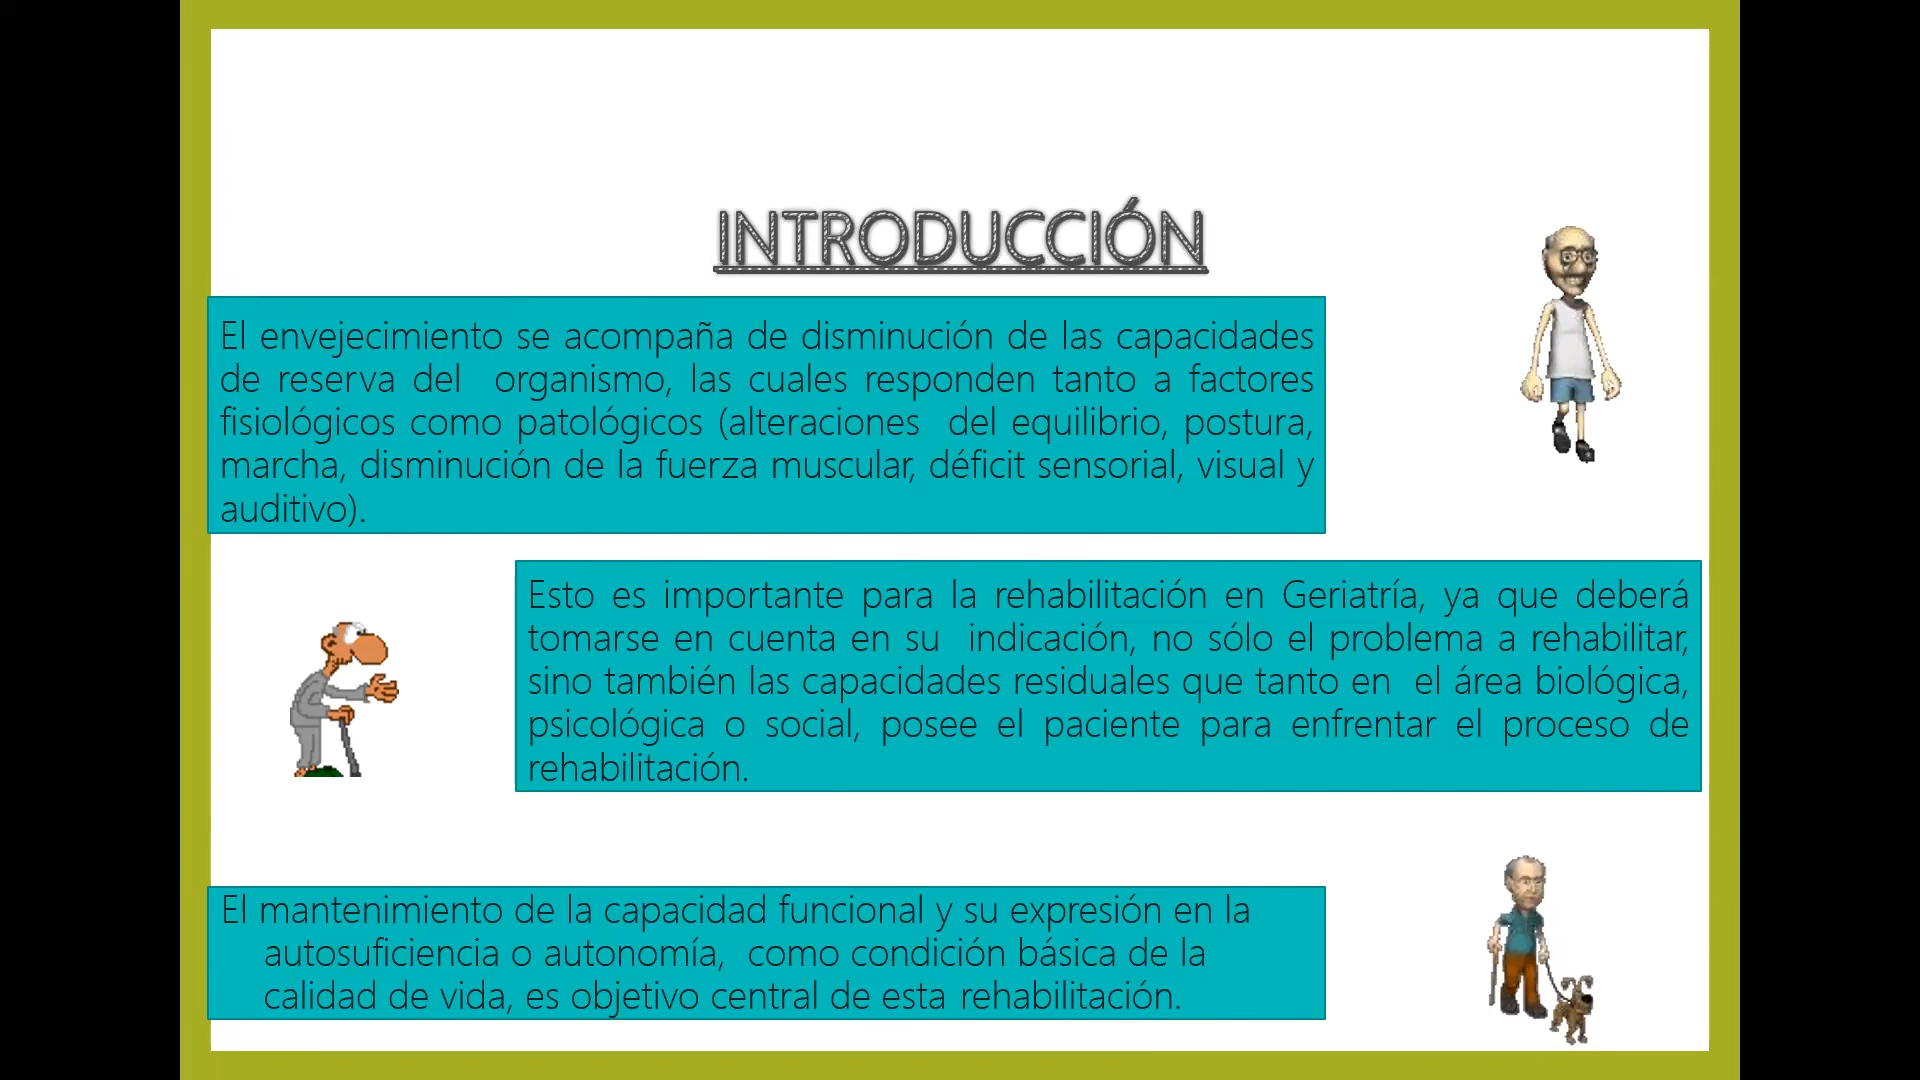 INTRODUCCIÓN
El envejecimiento se acompaña de disminución de las capacidades
de reserva del organismo, las cuales responden tanto a factores
fisiológicos como patológicos (alteraciones del equilibrio, postura,
marcha, disminución de la fuerza muscular, déficit sensorial, visual y
auditivo).
Esto es importante para la rehabilitación en Geriatría, ya que deberá
tomarse en cuenta en su indicación, no sólo el problema a rehabilitar,
sino también las capacidades residuales que tanto en el área biológica,
psicológica o social, posee el paciente para enfrentar el proceso de
rehabilitación.
El mantenimiento de la capacidad funcional y su expresión en la
autosuficiencia o autonomía, como condición básica de la
calidad de vida, es objetivo central de esta rehabilitación.